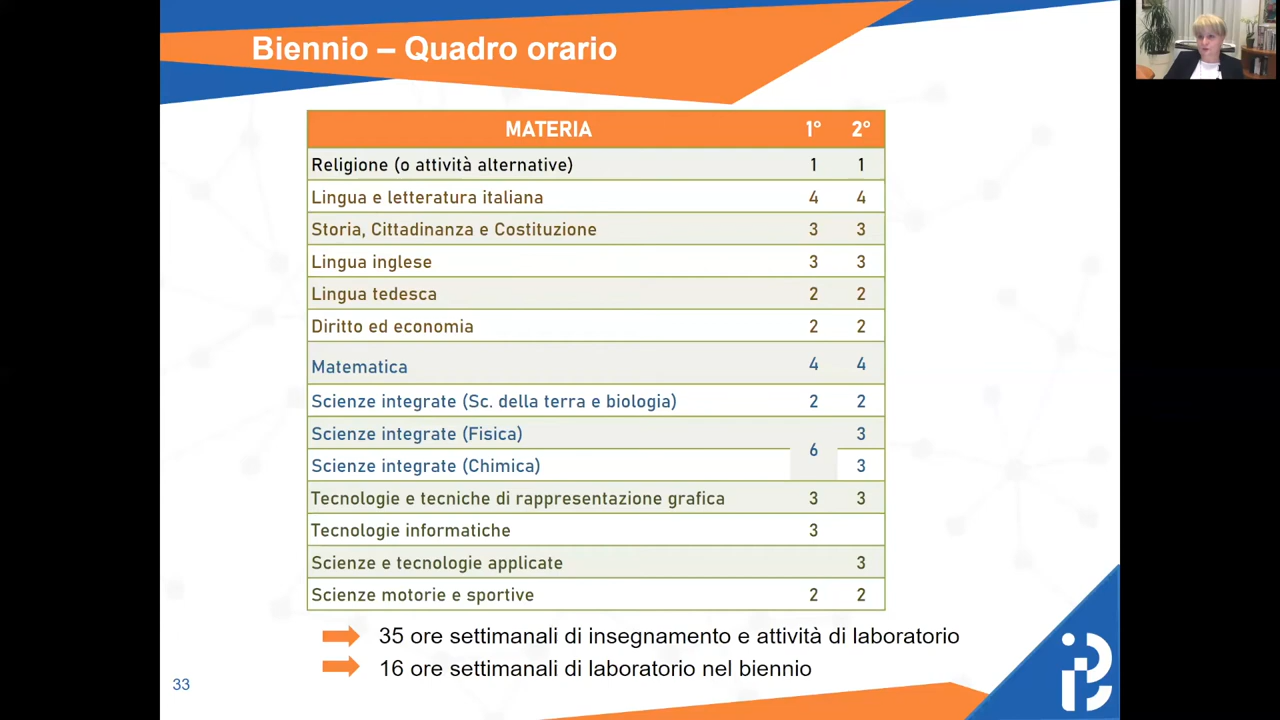 Biennio – Quadro orario
MATERIA 1° 2°
Religione (o attività alternative) 1 1
Lingua e letteratura italiana 4 4
Storia, Cittadinanza e Costituzione 3 3
Lingua inglese 3 3
Lingua tedesca 2 2
Diritto ed economia 2 2
Matematica 4 4
Scienze integrate (Sc. della terra e biologia) 2 2
Scienze integrate (Fisica) 6 3
Scienze integrate (Chimica) 3
Tecnologie e tecniche di rappresentazione grafica 3 3
Tecnologie informatiche 3
Scienze e tecnologie applicate 3
Scienze motorie e sportive 2 2
35 ore settimanali di insegnamento e attività di laboratorio
16 ore settimanali di laboratorio nel biennio
33